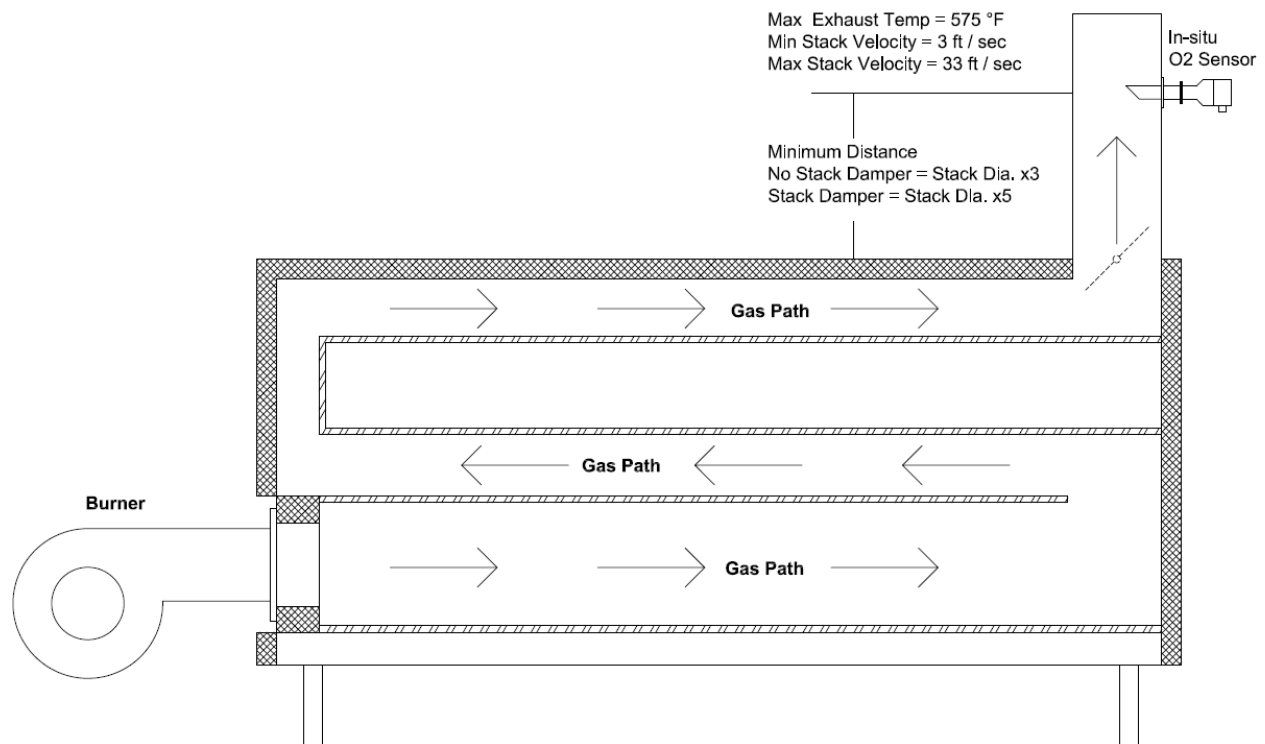 Max Exhaust Temp = 575 °F
Min Stack Velocity = 3 ft / sec
Max Stack Velocity = 33 ft / sec
In-situ
O2 Sensor
Minimum Distance
No Stack Damper = Stack Dia. x3
Stack Damper = Stack DIa. x5
Gas Path
Gas Path
Burner
Gas Path